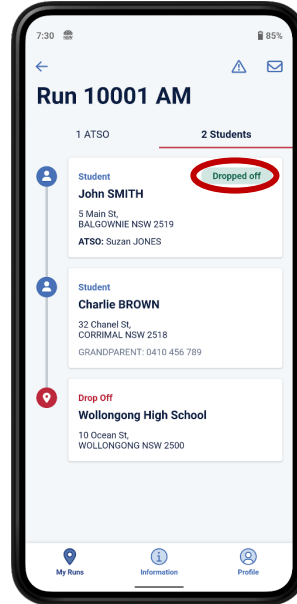 7:30
85%
Run 10001 AM
1 ATSO
2 Students
Student
Dropped off
John SMITH
5 Main St,
BALGOWNIE NSW 2519
ATSO: Suzan JONES
Student
Charlie BROWN
32 Chanel St,
CORRIMAL NSW 2518
GRANDPARENT: 0410 456 789
Drop Off
Wollongong High School
10 Ocean St,
WOLLONGONG NSW 2500
My Runs
Information
Profile